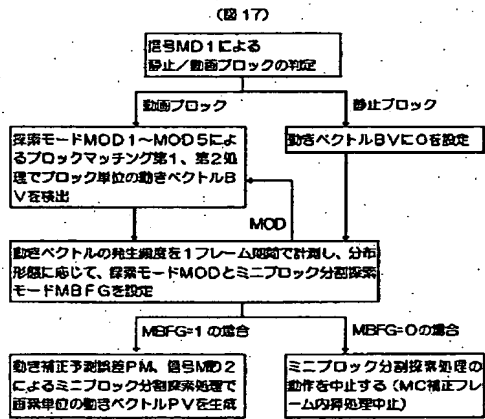 (図17)
信号MD1による
静止/動画ブロックの判定
動画ブロック
静止ブロック
探索モードMOD1～MOD5によ
るブロックマッチング第1、第2処
理でブロック単位の動きベクトルB
Vを検出
動きベクトルBVに0を設定
MOD
動きベクトルの発生頻度を1フレーム期間で計測し、分布
形態に応じて、探索モードMODとミニブロック分割探索
モードMBFGを設定
MBFG=1の場合
MBFG=0の場合
動き補正予測誤差PM、信号MD2
によるミニブロック分割探索処理で
画素単位の動きベクトルPVを生成
ミニブロック分割探索処理の
動作を中止する(MC補正フレ
ーム内挿処理中止)